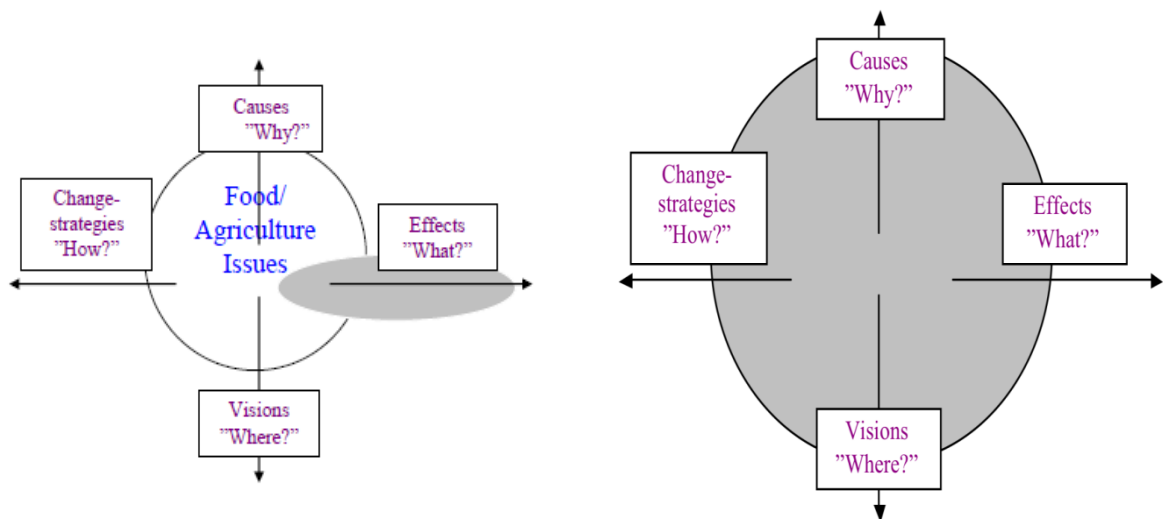 Causes
”Why?”
Food/
Agriculture
Issues
Change-
strategies
"How?”
Effects
"What?”
Visions
”Where?”
Causes
”Why?”
Change-
strategies
”How?”
Effects
”What?”
Visions
”Where?”